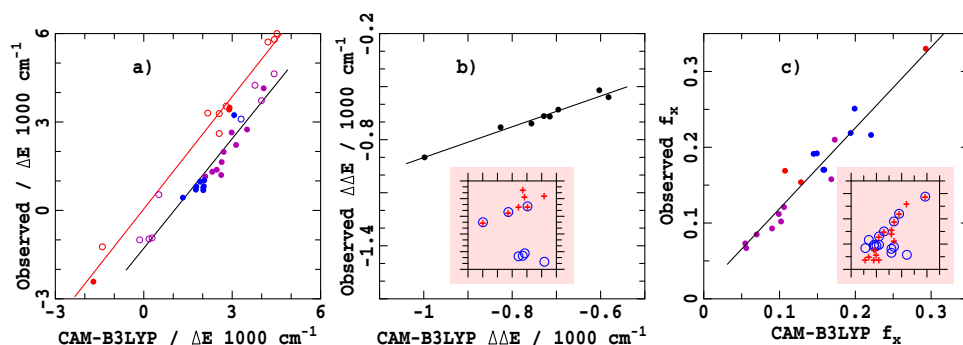 Observed / ΔE 1000 cm⁻¹
6
3
0
-3
a)
-3
0
3
6
CAM-B3LYP / ΔE 1000 cm⁻¹
Observed ΔΔE / 1000 cm⁻¹
-0.2
-0.8
-1.4
b)
-1
-0.8
-0.6
CAM-B3LYP ΔΔE / 1000 cm⁻¹
Observed fₓ
0.3
0.2
0.1
0
c)
0
0.1
0.2
0.3
CAM-B3LYP fₓ